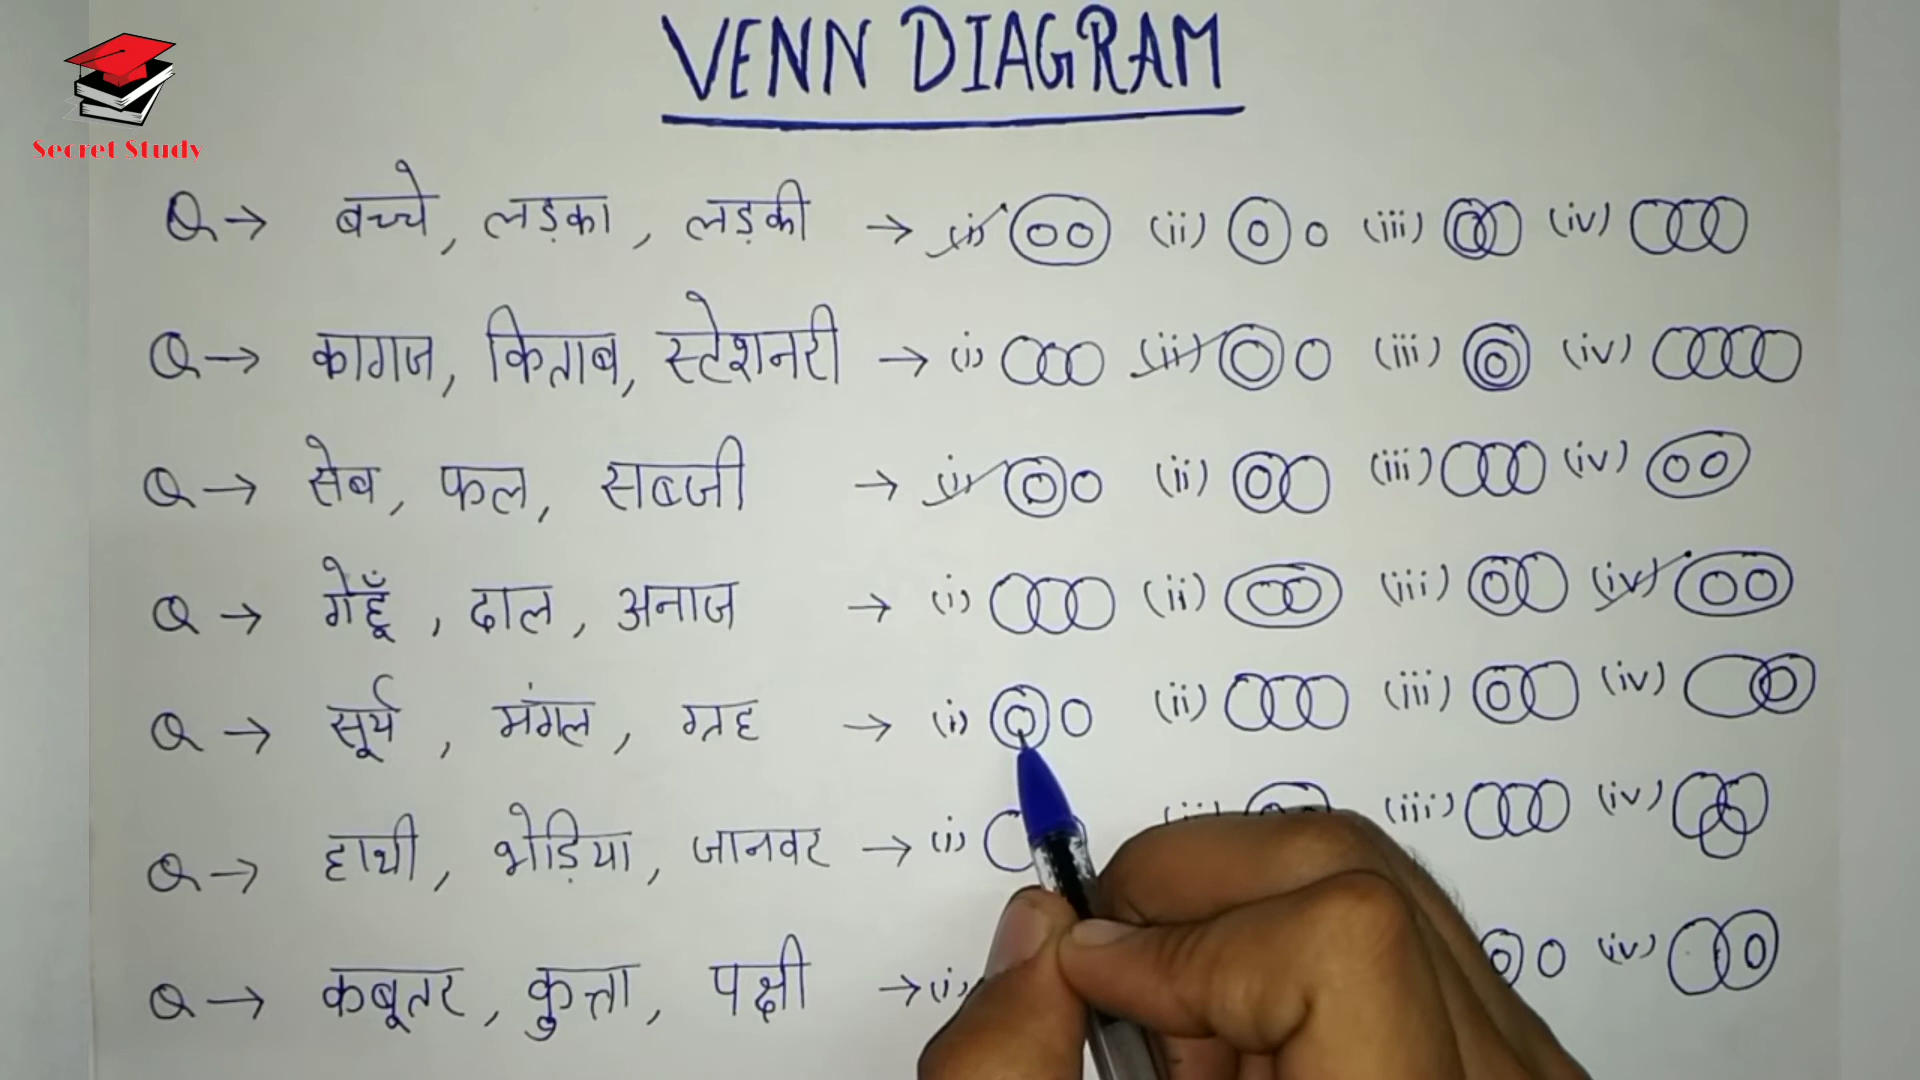 VENN DIAGRAM
Secret Study
Q→ बच्चे, लड़का, लड़की → (i) (ii) (iii) (iv)
Q→ कागज, किताब, स्टेशनरी → (i) (ii) (iii) (iv)
Q→ सेब, फल, सब्जी → (i) (ii) (iii) (iv)
Q→ गेहूँ, दाल, अनाज → (i) (ii) (iii) (iv)
Q→ सूर्य, मंगल, ग्रह → (i) (ii) (iii) (iv)
Q→ हाथी, भेड़िया, जानवर → (i) (ii) (iii) (iv)
Q→ कबूतर, कुत्ता, पक्षी → (i) (iv)